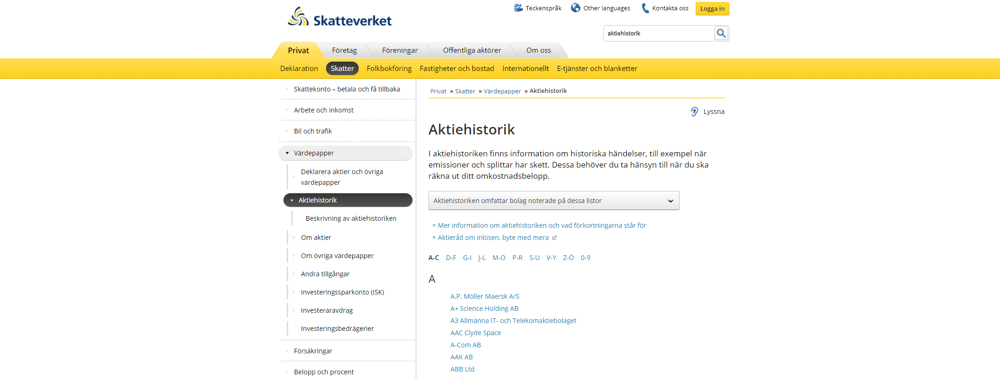 Teckenspråk
Other languages
Kontakta oss
Logga in
Skatteverket
aktiehistorik
Privat
Företag
Föreningar
Offentliga aktörer
Om oss
Deklaration
Skatter
Folkbokföring
Fastigheter och bostad
Internationellt
E-tjänster och blanketter
Skattekonto – betala och få tillbaka
Arbete och inkomst
Bil och trafik
Värdepapper
Deklarera aktier och övriga
värdepapper
Aktiehistorik
Beskrivning av aktiehistoriken
Om aktier
Om övriga värdepapper
Andra tillgångar
Investeringssparkonto (ISK)
Investeraravdrag
Investeringsbedrägerier
Försäkringar
Belopp och procent
Privat » Skatter » Värdepapper » Aktiehistorik
Lyssna
Aktiehistorik
I aktiehistoriken finns information om historiska händelser, till exempel när
emissioner och splittar har skett. Dessa behöver du ta hänsyn till när du ska
räkna ut ditt omkostnadsbelopp.
Aktiehistoriken omfattar bolag noterade på dessa listor
» Mer information om aktiehistoriken och vad förkortningarna står för
» Aktieråd om inlösen, byte med mera
A-C D-F G-I J-L M-O P-R S-U V-Y Z-Ö 0-9
A
A.P. Möller Maersk A/S
A+ Science Holding AB
A3 Allmänna IT- och Telekomaktiebolaget
AAC Clyde Space
A-Com AB
AAK AB
ABB Ltd